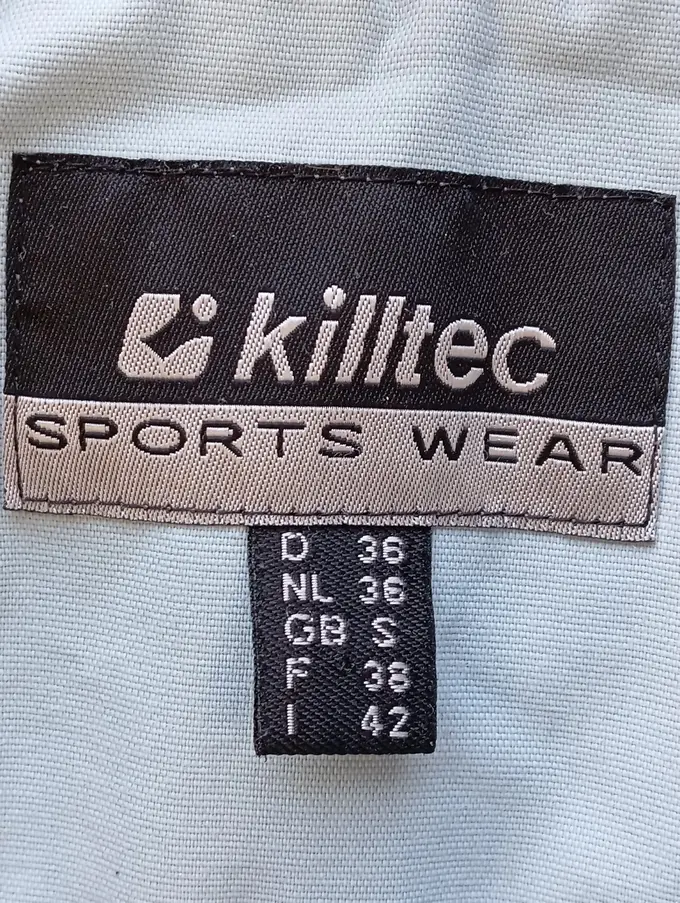 killtec
SPORTS WEAR
D 36
NL 36
GB S
F 38
I 42